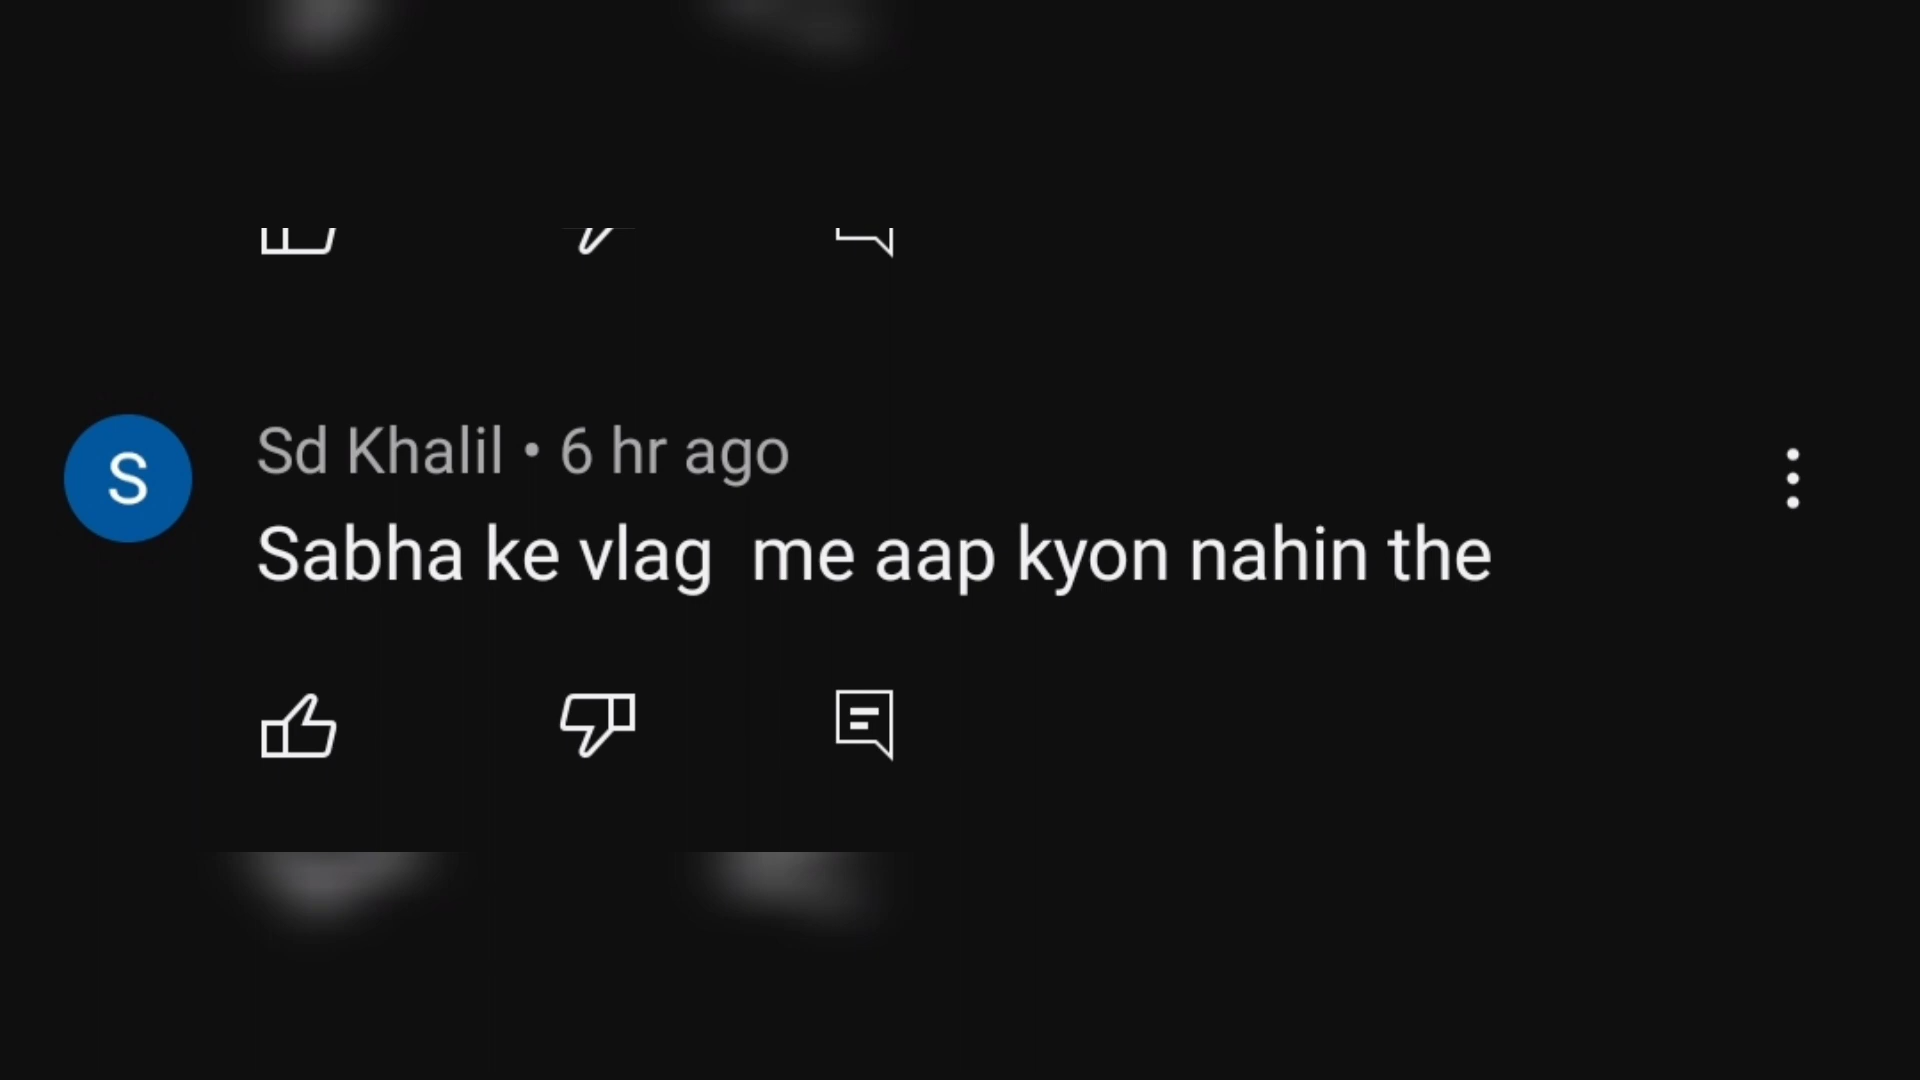 S
Sd Khalil • 6 hr ago
Sabha ke vlag  me aap kyon nahin the